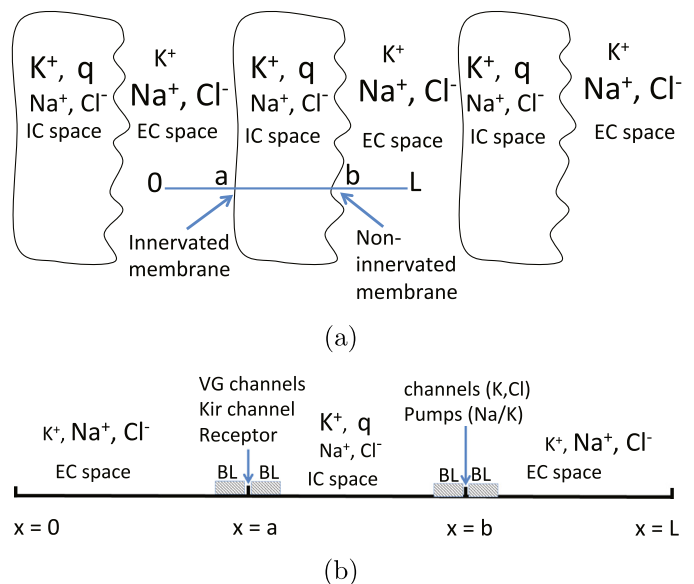 K⁺, q
Na⁺, Cl⁻
IC space
K⁺
Na⁺, Cl⁻
EC space
K⁺, q
Na⁺, Cl⁻
IC space
K⁺
Na⁺, Cl⁻
EC space
K⁺, q
Na⁺, Cl⁻
IC space
K⁺
Na⁺, Cl⁻
EC space
0
a
b
L
Innervated
membrane
Non-
innervated
membrane
(a)
VG channels
Kir channel
Receptor
channels (K,Cl)
Pumps (Na/K)
K⁺, Na⁺, Cl⁻
EC space
BL
BL
K⁺, q
Na⁺, Cl⁻
IC space
BL
BL
K⁺, Na⁺, Cl⁻
EC space
x = 0
x = a
x = b
x = L
(b)